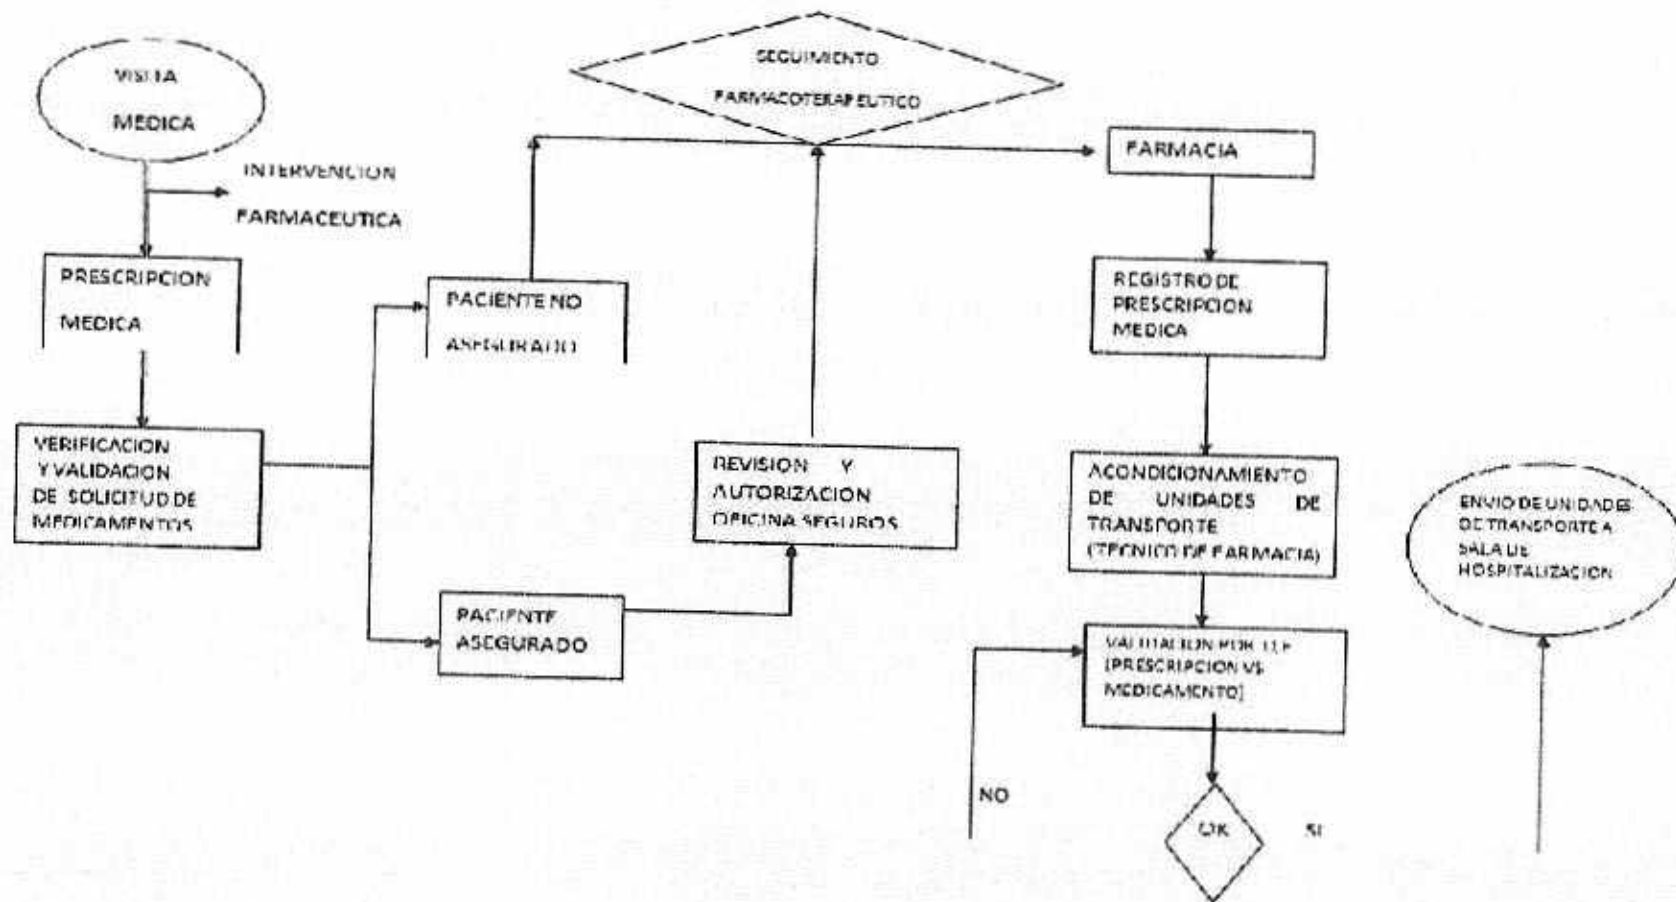 VISITA
MEDICA
INTERVENCION
FARMACEUTICA
PRESCRIPCION
MEDICA
VERIFICACION
Y VALIDACION
DE SOLICITUD DE
MEDICAMENTOS
PACIENTE NO
ASEGURADO
PACIENTE
ASEGURADO
REVISION Y
AUTORIZACION
OFICINA SEGUROS
SEGUIMIENTO
FARMACOTERAPEUTICO
FARMACIA
REGISTRO DE
PRESCRIPCION
MEDICA
ACONDICIONAMIENTO
DE UNIDADES DE
TRANSPORTE
(TECNICO DE FARMACIA)
VALIDACION POR
(PRESCRIPCION VS
MEDICAMENTO)
NO
OK
SI
ENVIO DE UNIDADES
DE TRANSPORTE A
SALA DE
HOSPITALIZACION